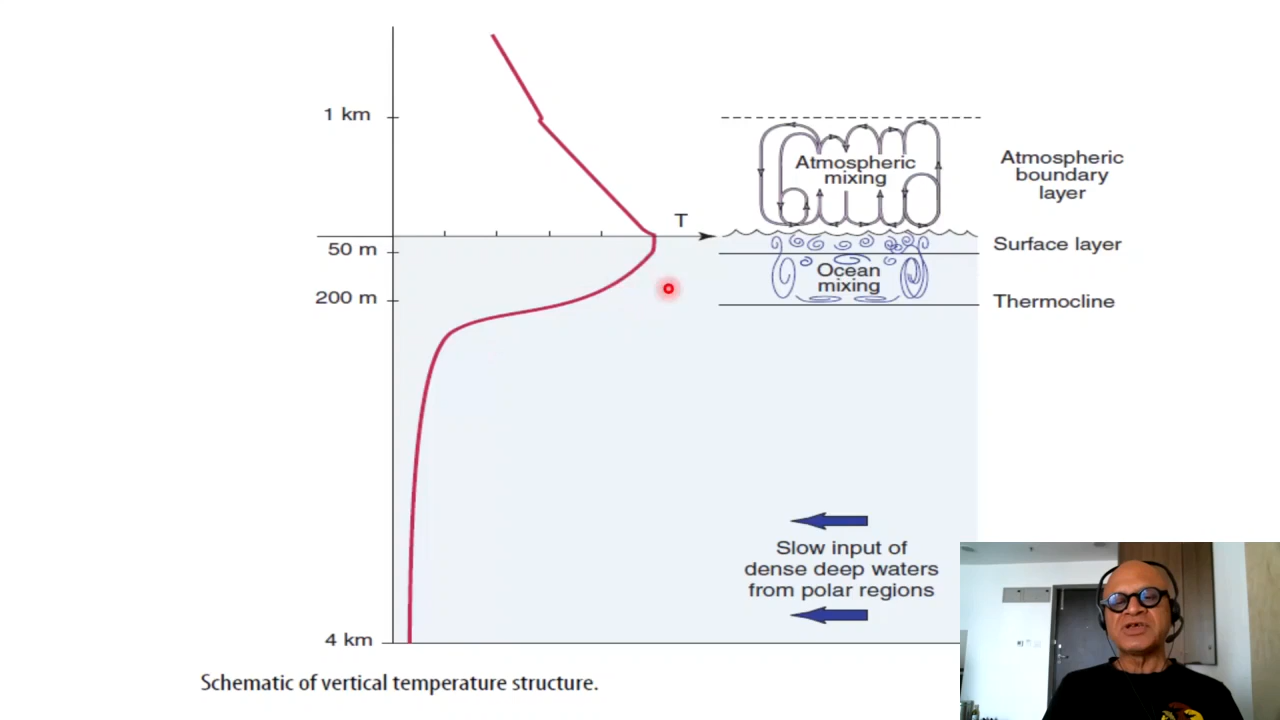 1 km
Atmospheric
mixing
Atmospheric
boundary
layer
T
50 m
Surface layer
Ocean
mixing
200 m
Thermocline
Slow input of
dense deep waters
from polar regions
4 km
Schematic of vertical temperature structure.